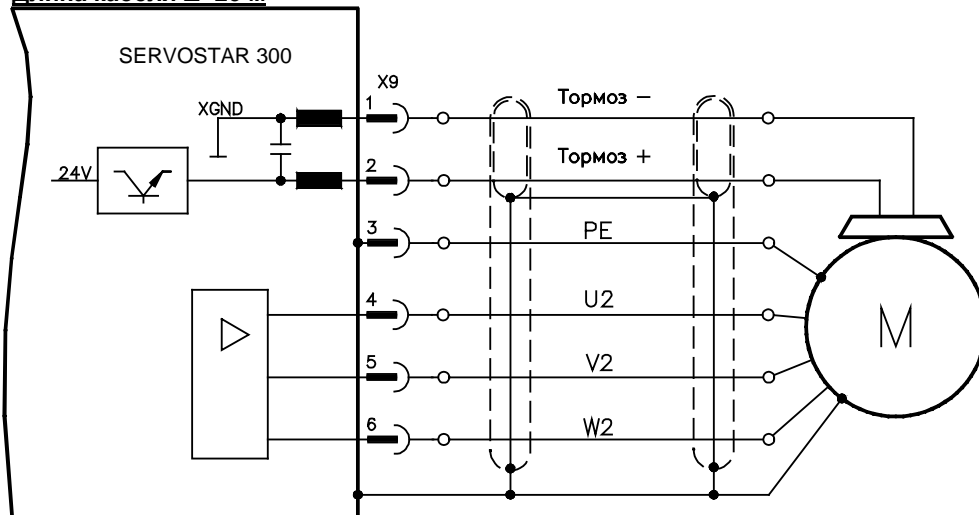 SERVOSTAR 300
X9
XGND
1
Тормоз –
24V
2
Тормоз +
3
PE
4
U2
5
V2
6
W2
M